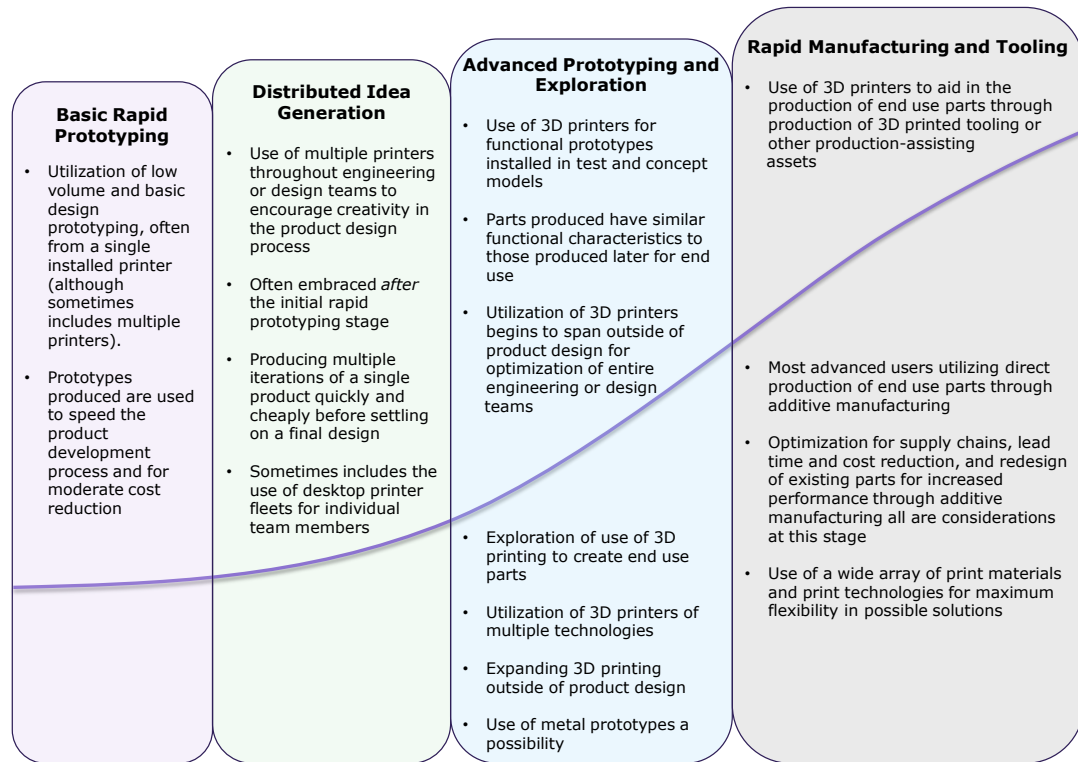 Basic Rapid
Prototyping
• Utilization of low
volume and basic
design
prototyping, often
from a single
installed printer
(although
sometimes
includes multiple
printers).
• Prototypes
produced are used
to speed the
product
development
process and for
moderate cost
reduction
Distributed Idea
Generation
• Use of multiple printers
throughout engineering
or design teams to
encourage creativity in
the product design
process
• Often embraced after
the initial rapid
prototyping stage
• Producing multiple
iterations of a single
product quickly and
cheaply before settling
on a final design
• Sometimes includes the
use of desktop printer
fleets for individual
team members
Advanced Prototyping and
Exploration
• Use of 3D printers for
functional prototypes
installed in test and concept
models
• Parts produced have similar
functional characteristics to
those produced later for end
use
• Utilization of 3D printers
begins to span outside of
product design for
optimization of entire
engineering or design
teams
• Exploration of use of 3D
printing to create end use
parts
• Utilization of 3D printers of
multiple technologies
• Expanding 3D printing
outside of product design
• Use of metal prototypes a
possibility
Rapid Manufacturing and Tooling
• Use of 3D printers to aid in the
production of end use parts through
production of 3D printed tooling or
other production-assisting
assets
• Most advanced users utilizing direct
production of end use parts through
additive manufacturing
• Optimization for supply chains, lead
time and cost reduction, and redesign
of existing parts for increased
performance through additive
manufacturing all are considerations
at this stage
• Use of a wide array of print materials
and print technologies for maximum
flexibility in possible solutions